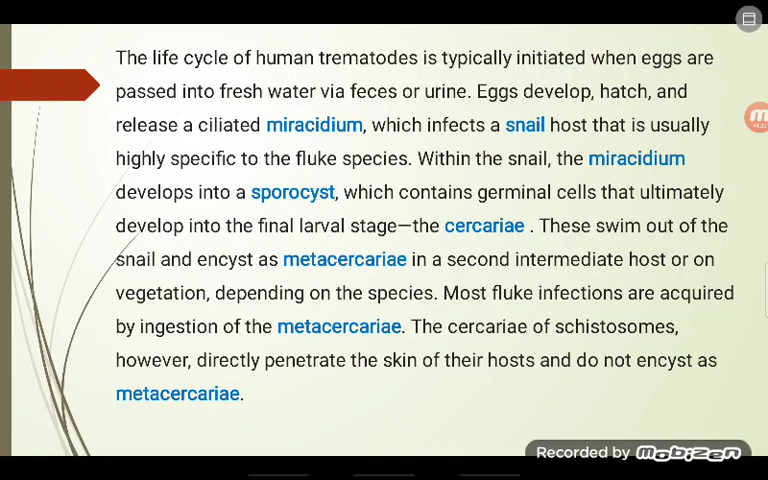 The life cycle of human trematodes is typically initiated when eggs are
passed into fresh water via feces or urine. Eggs develop, hatch, and
release a ciliated miracidium, which infects a snail host that is usually
highly specific to the fluke species. Within the snail, the miracidium
develops into a sporocyst, which contains germinal cells that ultimately
develop into the final larval stage—the cercariae . These swim out of the
snail and encyst as metacercariae in a second intermediate host or on
vegetation, depending on the species. Most fluke infections are acquired
by ingestion of the metacercariae. The cercariae of schistosomes,
however, directly penetrate the skin of their hosts and do not encyst as
metacercariae.
Recorded by mobizen